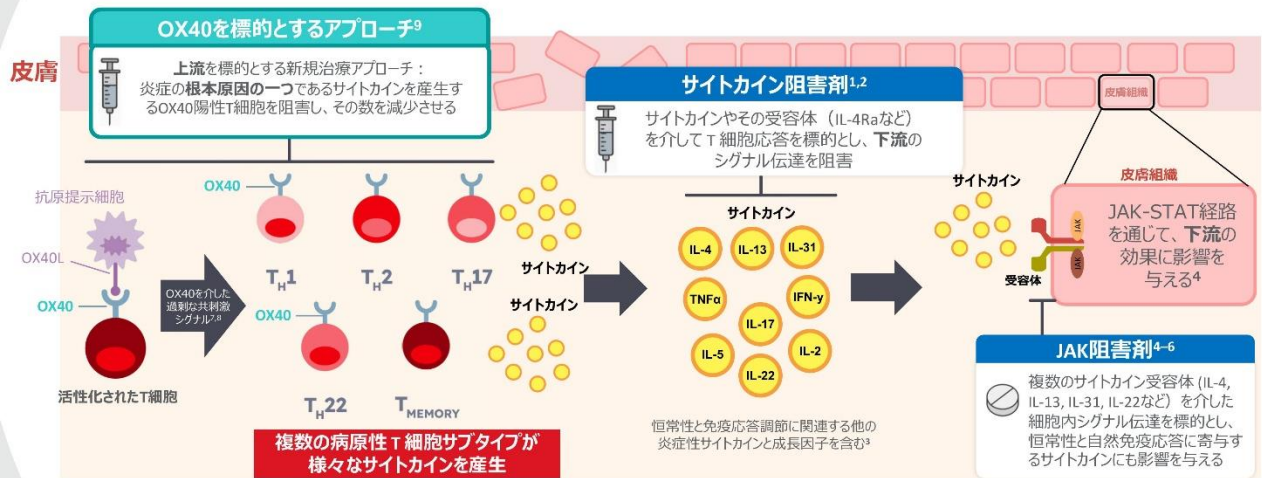 OX40を標的とするアプローチ9
上流を標的とする新規治療アプローチ：
炎症の根本原因の一つであるサイトカインを産生す
るOX40陽性T細胞を阻害し、その数を減少させる
皮膚
サイトカイン阻害剤1,2
サイトカインやその受容体（IL-4Raなど）
を介してT 細胞応答を標的とし、下流の
シグナル伝達を阻害
皮膚組織
抗原提示細胞
OX40L
OX40
活性化されたT細胞
OX40を介した
過剰な共刺激
シグナル7,8
OX40
TH1
TH2
TH17
OX40
TH22
TMEMORY
複数の病原性T細胞サブタイプが
様々なサイトカインを産生
サイトカイン
サイトカイン
サイトカイン
IL-4
IL-13
IL-31
TNFα
IFN-y
IL-17
IL-5
IL-2
IL-22
恒常性と免疫応答調節に関連する他の
炎症性サイトカインと成長因子を含む3
サイトカイン
受容体
JAK
JAK
皮膚組織
JAK-STAT経路
を通じて、下流の
効果に影響を
与える4
JAK阻害剤4–6
複数のサイトカイン受容体 (IL-4,
IL-13, IL-31, IL-22など）を介した
細胞内シグナル伝達を標的とし、
恒常性と自然免疫応答に寄与す
るサイトカインにも影響を与える